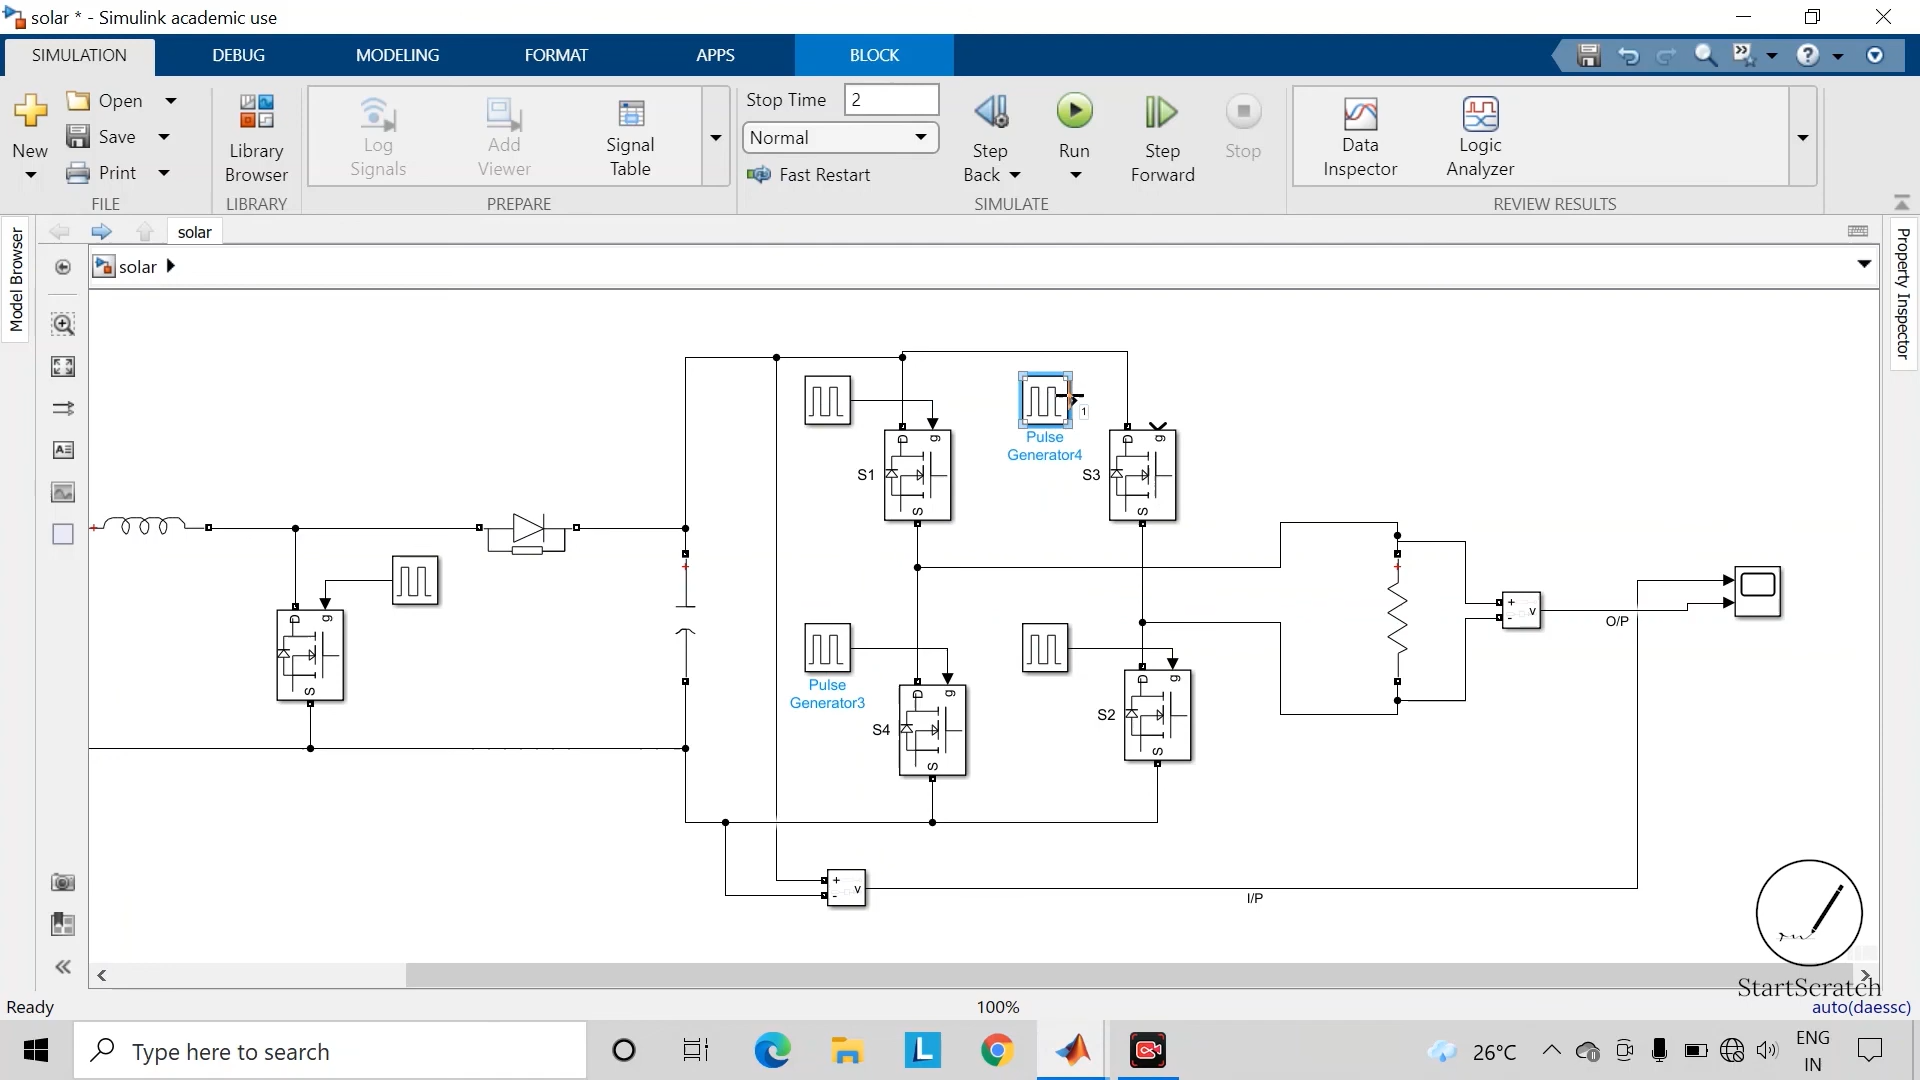 solar * - Simulink academic use
SIMULATION
DEBUG
MODELING
FORMAT
APPS
BLOCK
New
Open
Save
Print
FILE
Library
Browser
LIBRARY
Log
Signals
Add
Viewer
Signal
Table
PREPARE
Stop Time 2
Normal
Fast Restart
Step
Back
Run
Step
Forward
Stop
SIMULATE
Data
Inspector
Logic
Analyzer
REVIEW RESULTS
Model Browser
solar
solar
Property Inspector
1
Pulse
Generator4
D g
S1
S
D g
S3
S
D g
S
Pulse
Generator3
D g
S4
S
D g
S2
S
+
- v
O/P
+
- v
I/P
StartScratch
Ready
100%
auto(daessc)
Type here to search
L
26°C
ENG
IN